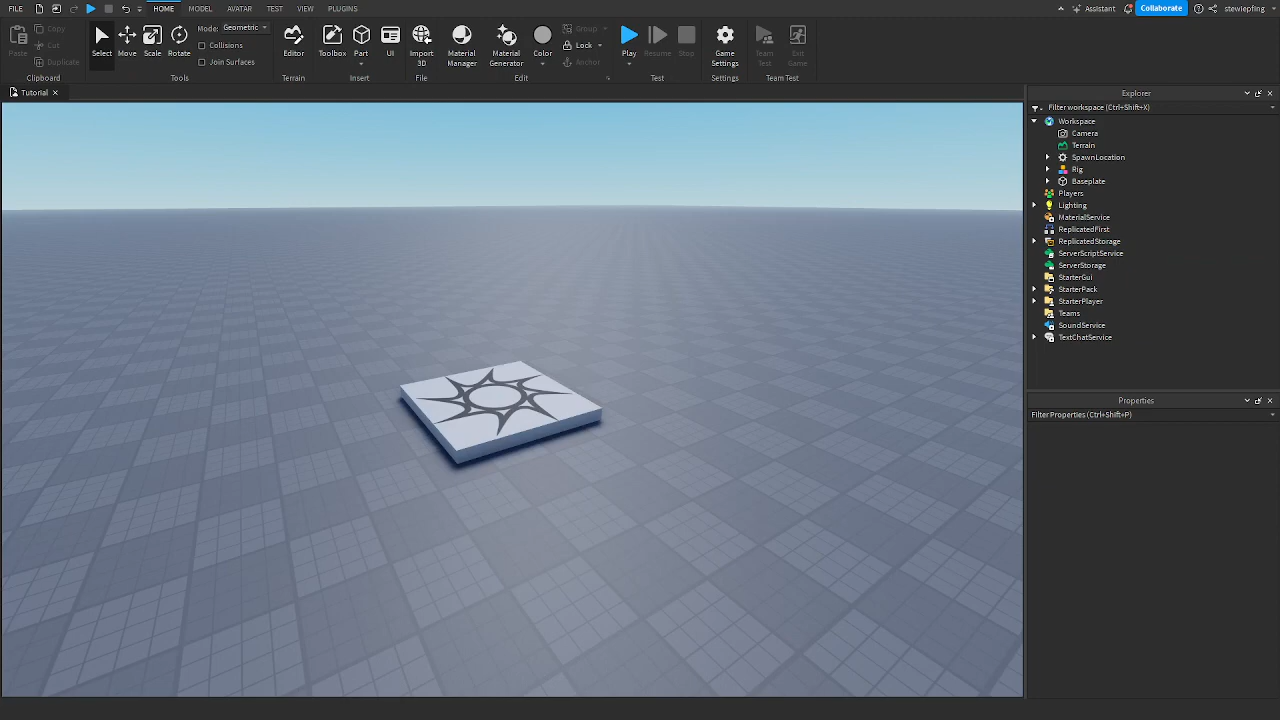 FILE HOME MODEL AVATAR TEST VIEW PLUGINS Assistant Collaborate stewiepfing
Paste Copy Cut Duplicate Select Move Scale Rotate Mode: Geometric Collisions Join Surfaces Editor Toolbox Part UI Import 3D Material Manager Material Generator Color Group Lock Anchor Play Resume Stop Game Settings Team Test Exit Game
Clipboard Tools Terrain Insert File Edit Test Settings Team Test
Tutorial
Explorer
Filter workspace (Ctrl+Shift+X)
Workspace
Camera
Terrain
SpawnLocation
Rig
Baseplate
Players
Lighting
MaterialService
ReplicatedFirst
ReplicatedStorage
ServerScriptService
ServerStorage
StarterGui
StarterPack
StarterPlayer
Teams
SoundService
TextChatService
Properties
Filter Properties (Ctrl+Shift+P)